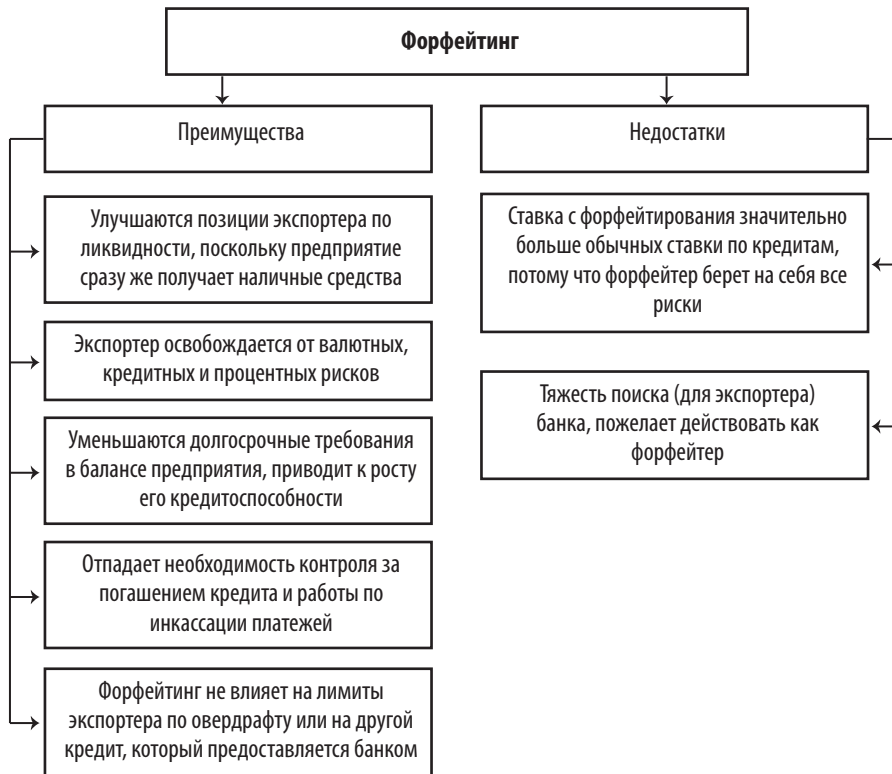 Форфейтинг
Преимущества
Улучшаются позиции экспортера по
ликвидности, поскольку предприятие
сразу же получает наличные средства
Экспортер освобождается от валютных,
кредитных и процентных рисков
Уменьшаются долгосрочные требования
в балансе предприятия, приводит к росту
его кредитоспособности
Отпадает необходимость контроля за
погашением кредита и работы по
инкассации платежей
Форфейтинг не влияет на лимиты
экспортера по овердрафту или на другой
кредит, который предоставляется банком
Недостатки
Ставка с форфейтирования значительно
больше обычных ставки по кредитам,
потому что форфейтер берет на себя все
риски
Тяжесть поиска (для экспортера)
банка, пожелает действовать как
форфейтер